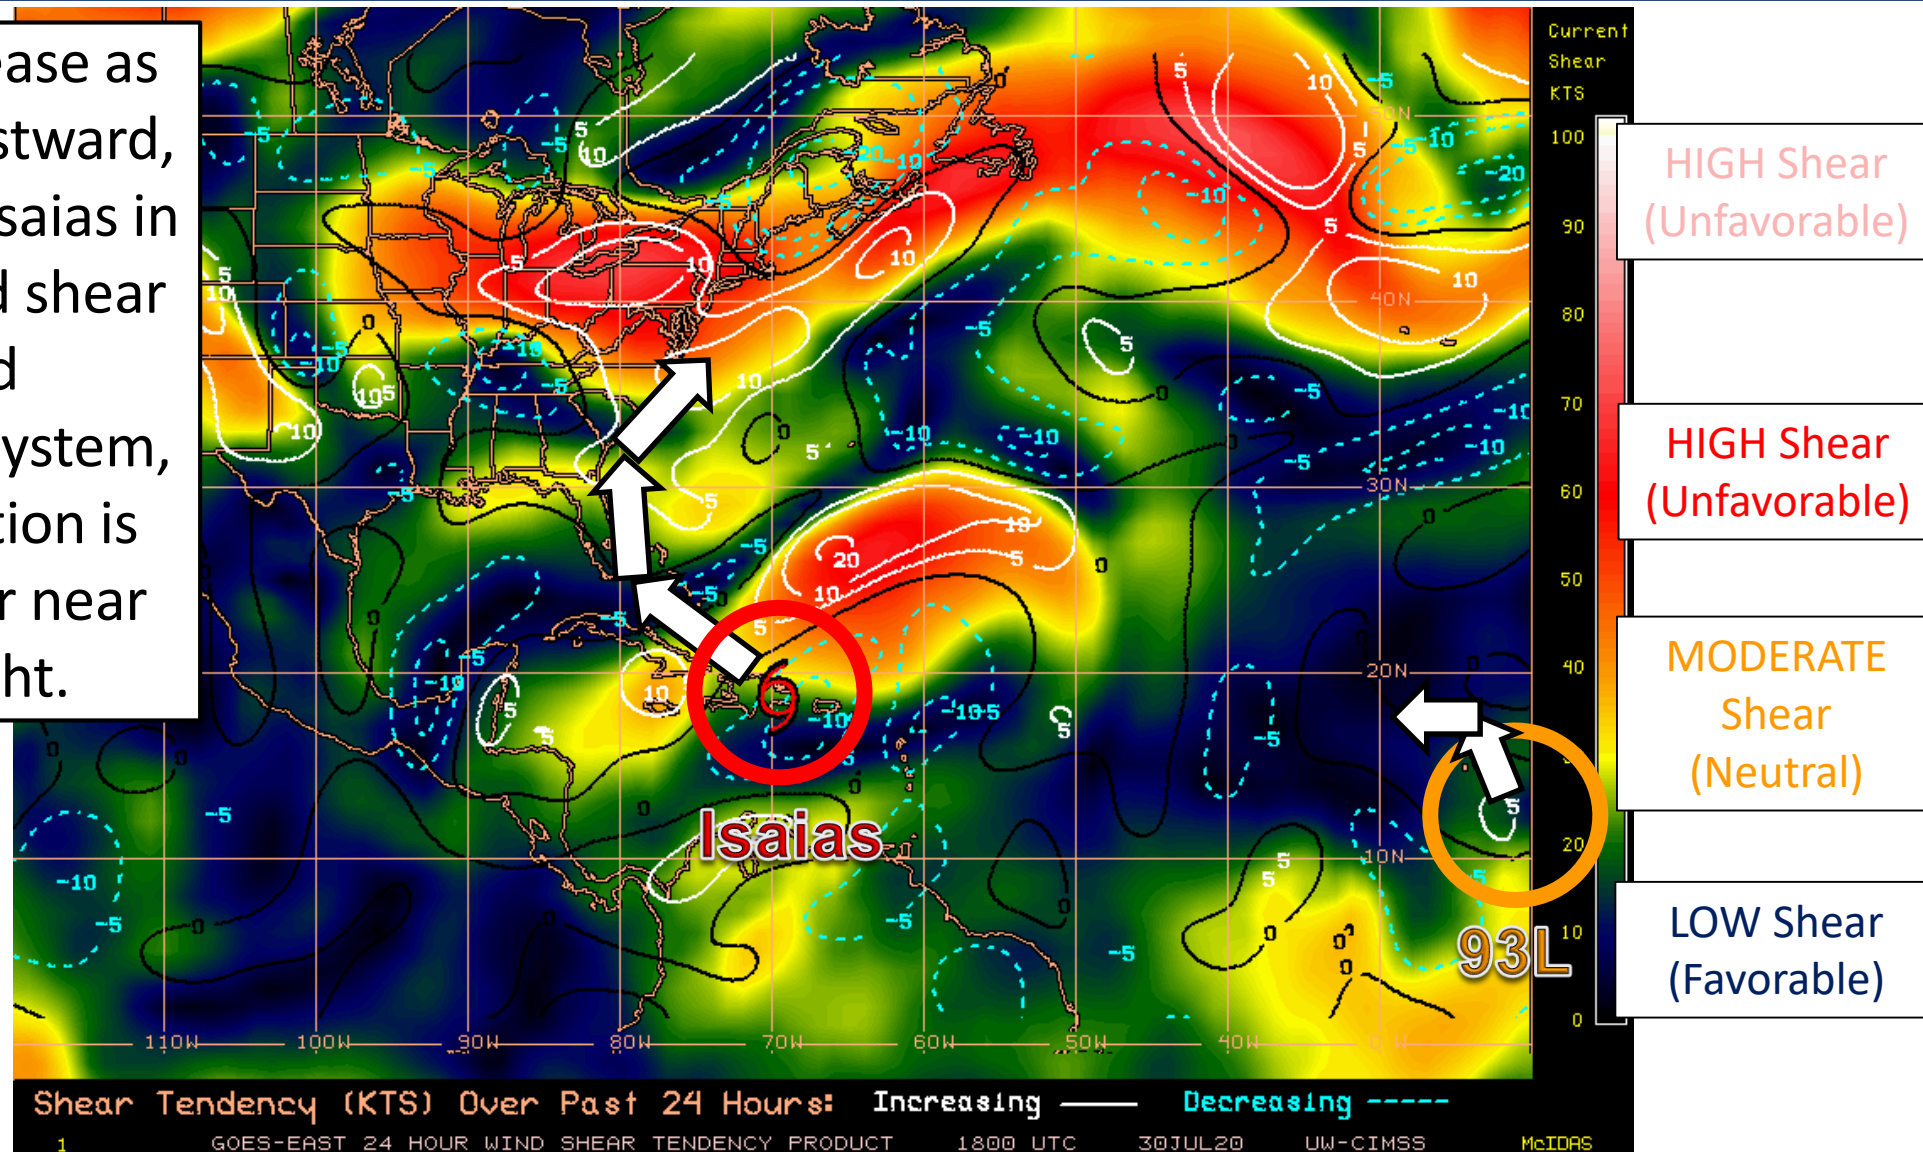 ease as
stward,
saias in
d shear
d
ystem,
tion is
r near
ht.
Current
Shear
KTS
100
90
80
70
60
50
40
20
10
0
HIGH Shear
(Unfavorable)
HIGH Shear
(Unfavorable)
MODERATE
Shear
(Neutral)
LOW Shear
(Favorable)
Isaias
93L
40N
30N
20N
10N
110W 100W 90W 80W 70W 60W 50W 40W
Shear Tendency (KTS) Over Past 24 Hours: Increasing Decreasing
1 GOES-EAST 24 HOUR WIND SHEAR TENDENCY PRODUCT 1800 UTC 30JUL20 UW-CIMSS McIDAS